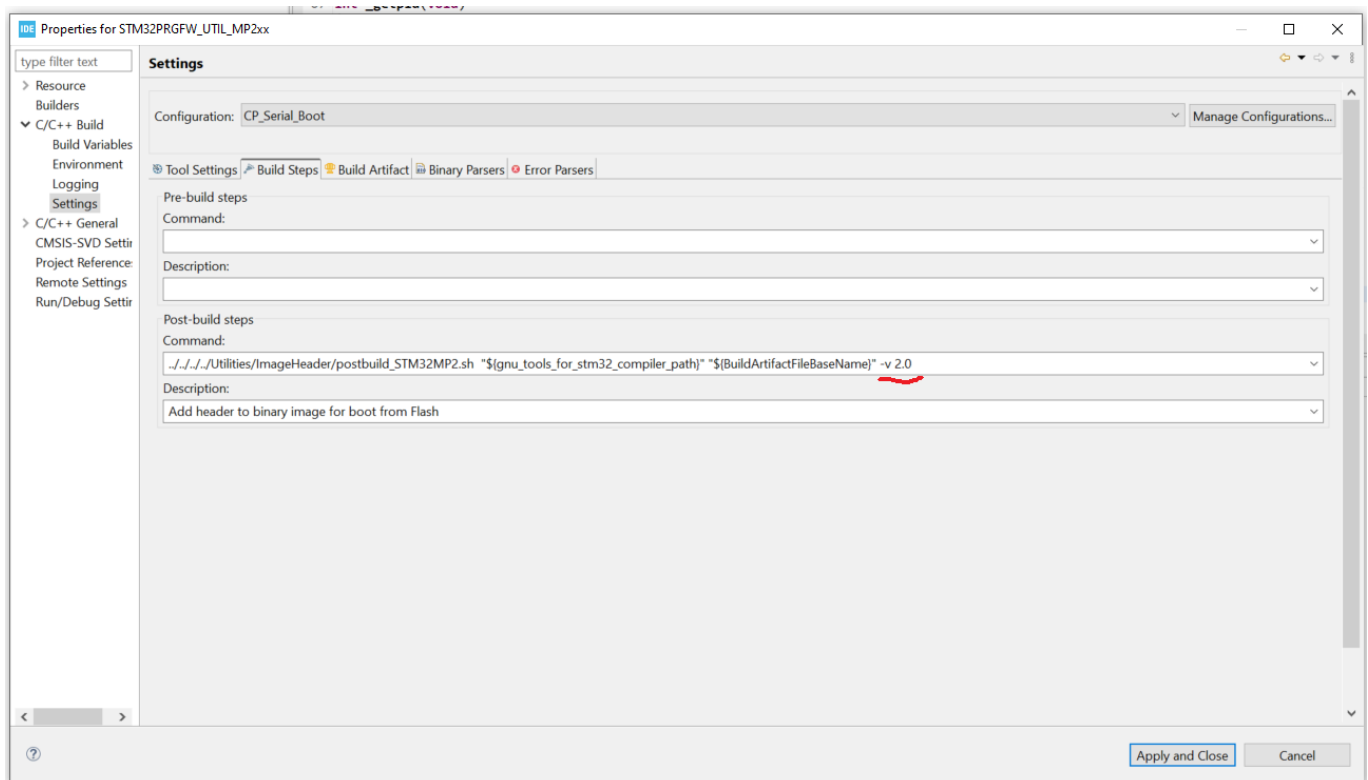 int _getpid(void)
IDE Properties for STM32PRGFW_UTIL_MP2xx
type filter text
Settings
Resource
Builders
C/C++ Build
Build Variables
Environment
Logging
Settings
C/C++ General
CMSIS-SVD Settir
Project Reference:
Remote Settings
Run/Debug Settir
Configuration: CP_Serial_Boot
Manage Configurations...
Tool Settings Build Steps Build Artifact Binary Parsers Error Parsers
Pre-build steps
Command:
Description:
Post-build steps
Command:
../../../../Utilities/ImageHeader/postbuild_STM32MP2.sh "${gnu_tools_for_stm32_compiler_path}" "${BuildArtifactFileBaseName}" -v 2.0
Description:
Add header to binary image for boot from Flash
Apply and Close Cancel